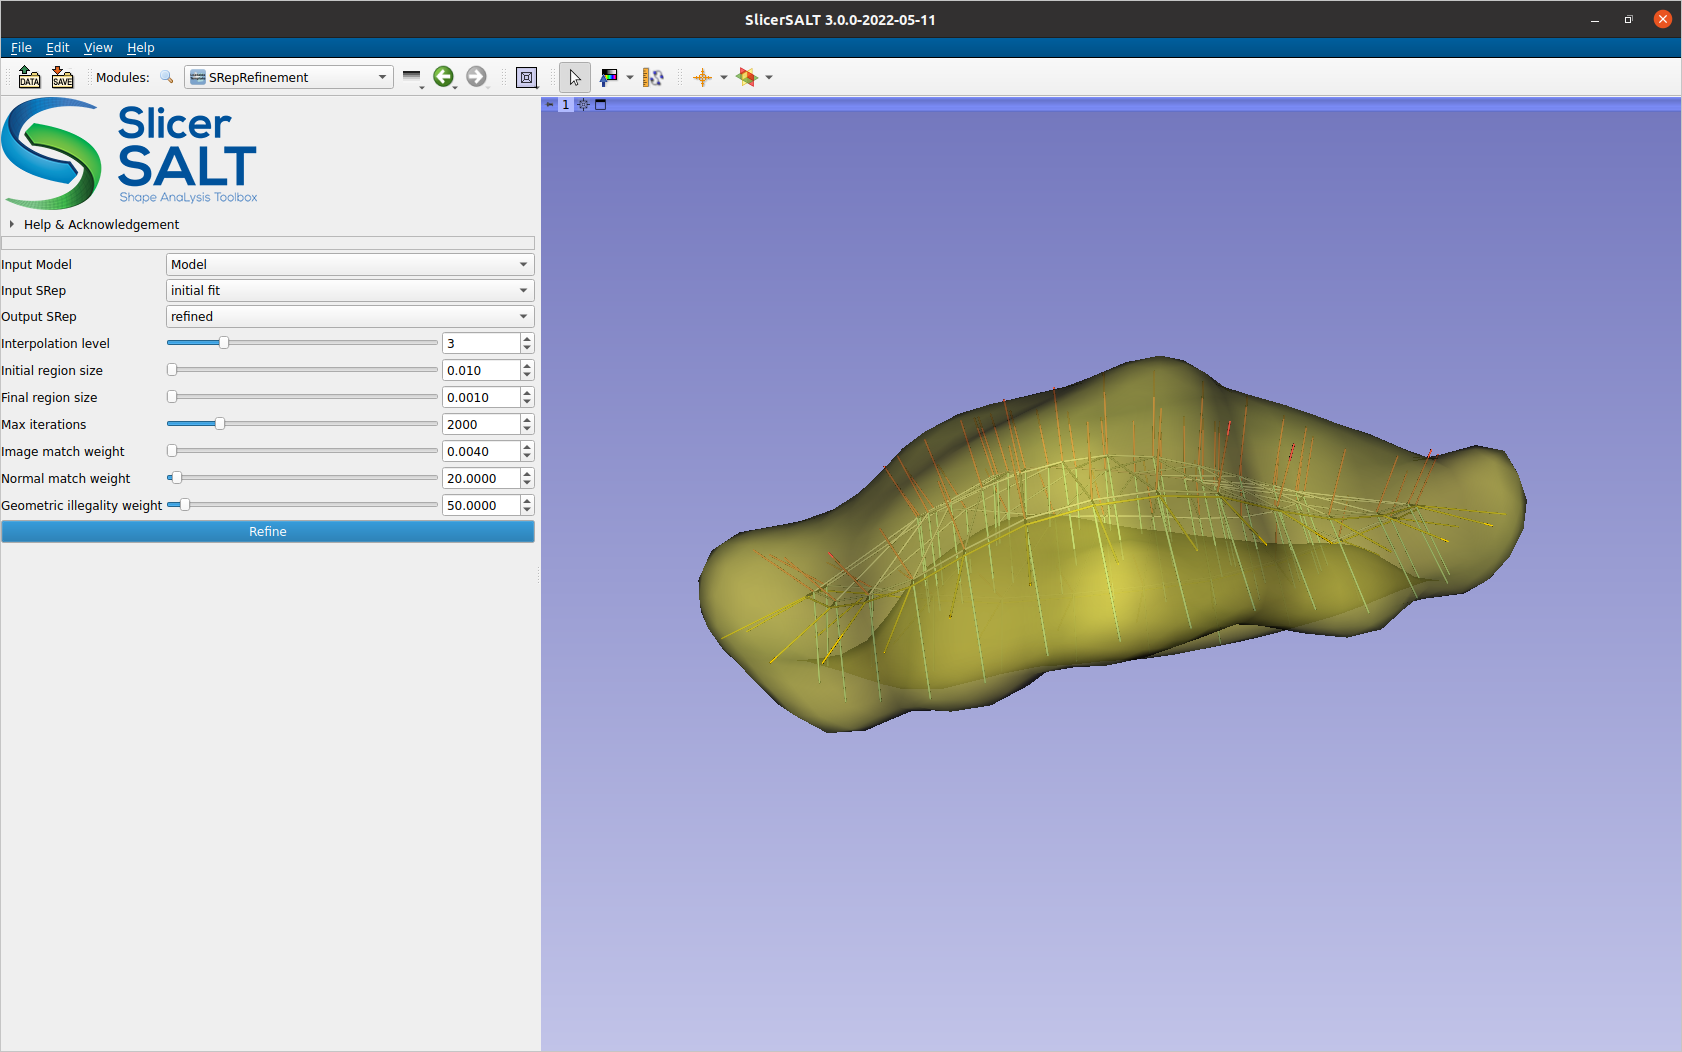 SlicerSALT 3.0.0-2022-05-11
File Edit View Help
DATA SAVE Modules: SRepRefinement
1
Slicer
SALT
Shape AnaLysis Toolbox
Help & Acknowledgement
Input Model Model
Input SRep initial fit
Output SRep refined
Interpolation level 3
Initial region size 0.010
Final region size 0.0010
Max iterations 2000
Image match weight 0.0040
Normal match weight 20.0000
Geometric illegality weight 50.0000
Refine